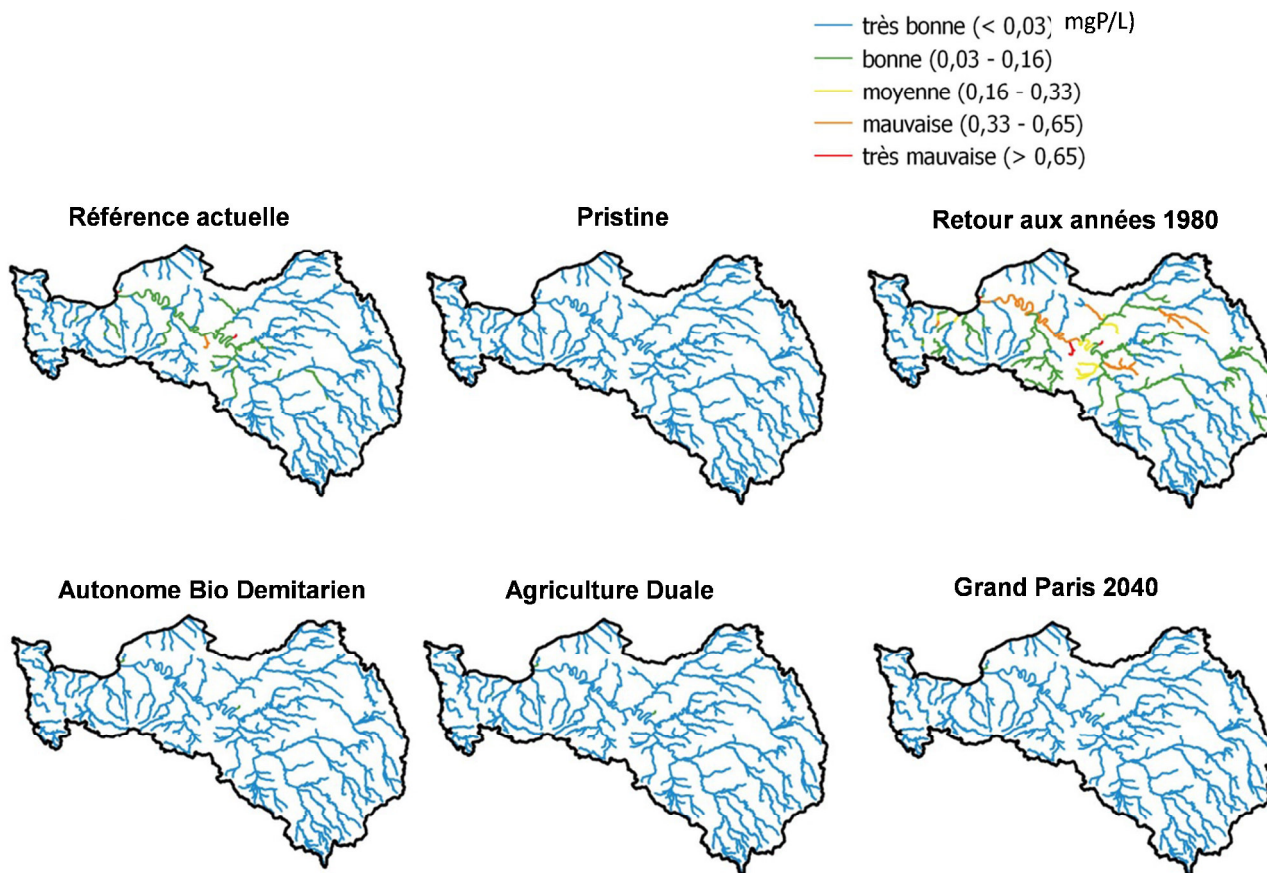 très bonne (< 0,03) mgP/L)
bonne (0,03 - 0,16)
moyenne (0,16 - 0,33)
mauvaise (0,33 - 0,65)
très mauvaise (> 0,65)
Référence actuelle
Pristine
Retour aux années 1980
Autonome Bio Demitarien
Agriculture Duale
Grand Paris 2040